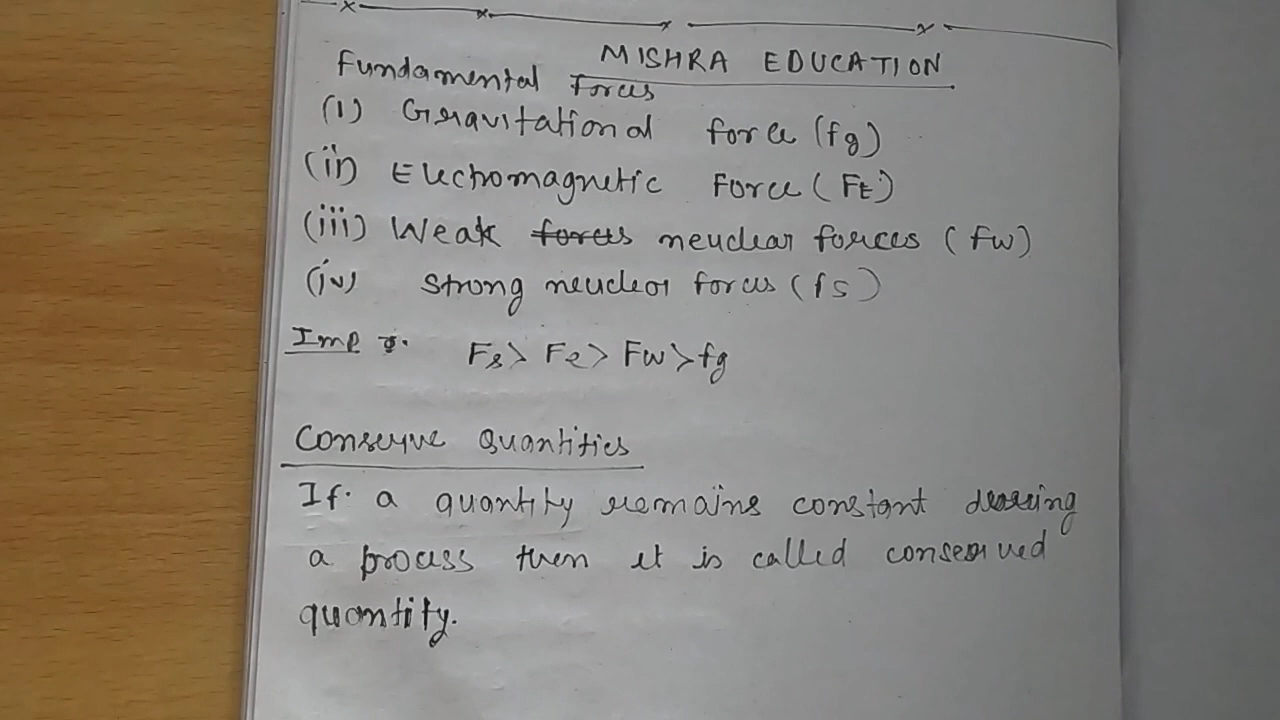 MISHRA EDUCATION
Fundamental Forces
(i) Gravitational force (fg)
(ii) Electromagnetic Force (FE)
(iii) Weak forces neuclear forces (fw)
(iv) Strong neuclear forces (fs)
Imp :- Fs > Fe > Fw > fg
Conserve Quantities
If a quantity remains constant during
a process then it is called conserved
quantity.